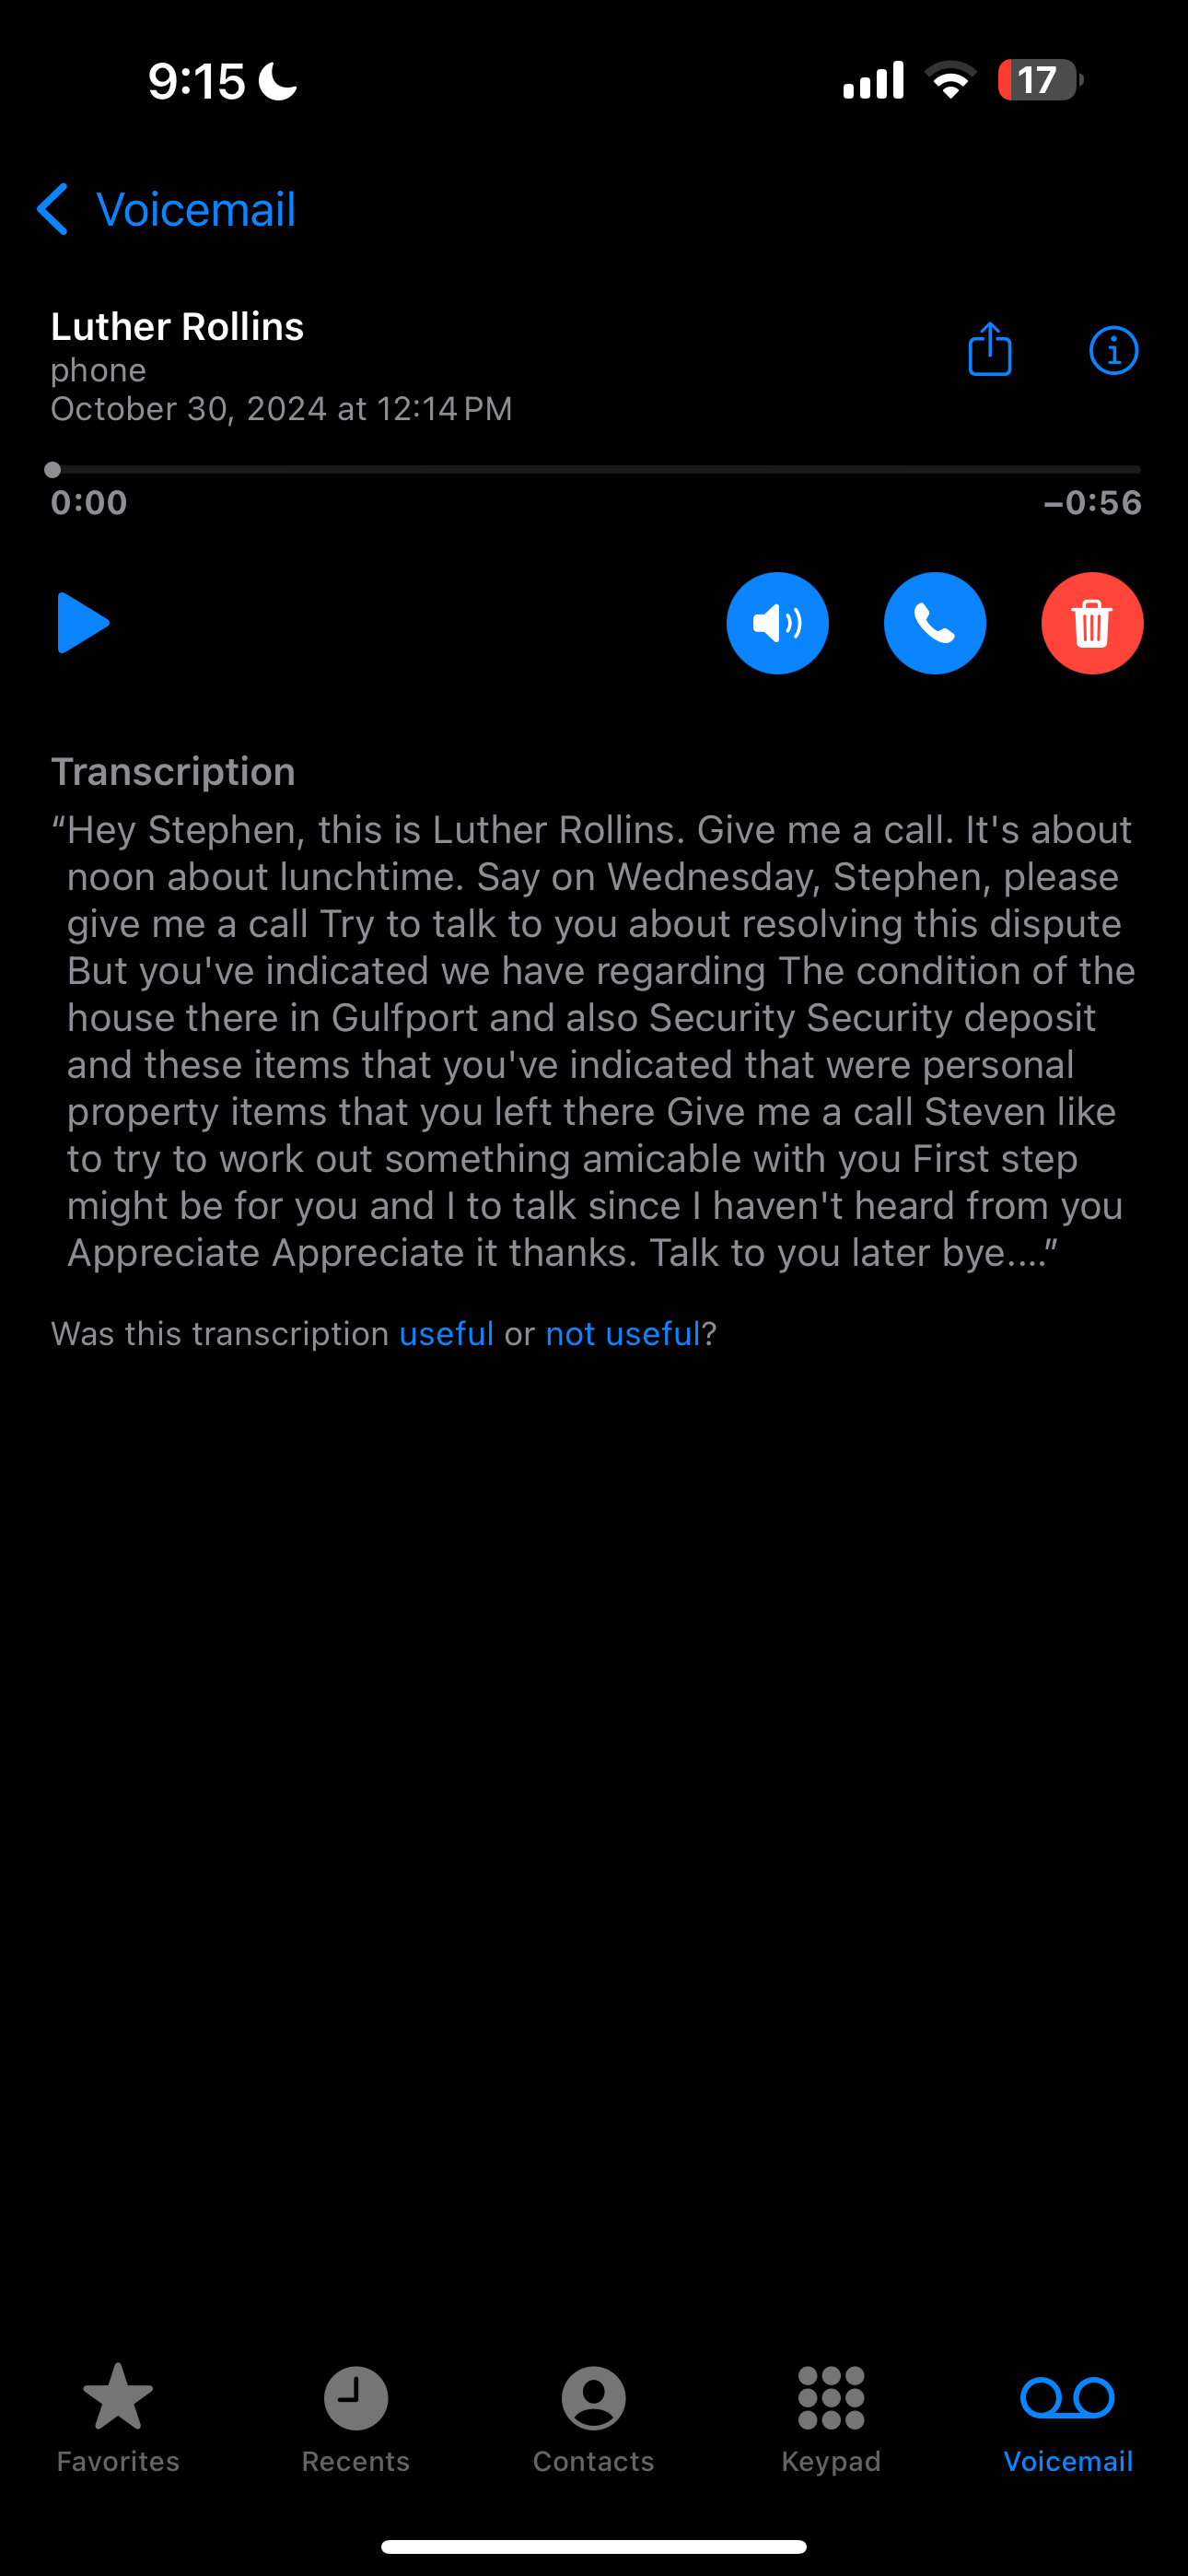 9:15
17
Voicemail
Luther Rollins
phone
October 30, 2024 at 12:14 PM
0:00
–0:56
Transcription
“Hey Stephen, this is Luther Rollins. Give me a call. It's about
noon about lunchtime. Say on Wednesday, Stephen, please
give me a call Try to talk to you about resolving this dispute
But you've indicated we have regarding The condition of the
house there in Gulfport and also Security Security deposit
and these items that you've indicated that were personal
property items that you left there Give me a call Steven like
to try to work out something amicable with you First step
might be for you and I to talk since I haven't heard from you
Appreciate Appreciate it thanks. Talk to you later bye....”
Was this transcription useful or not useful?
Favorites
Recents
Contacts
Keypad
Voicemail